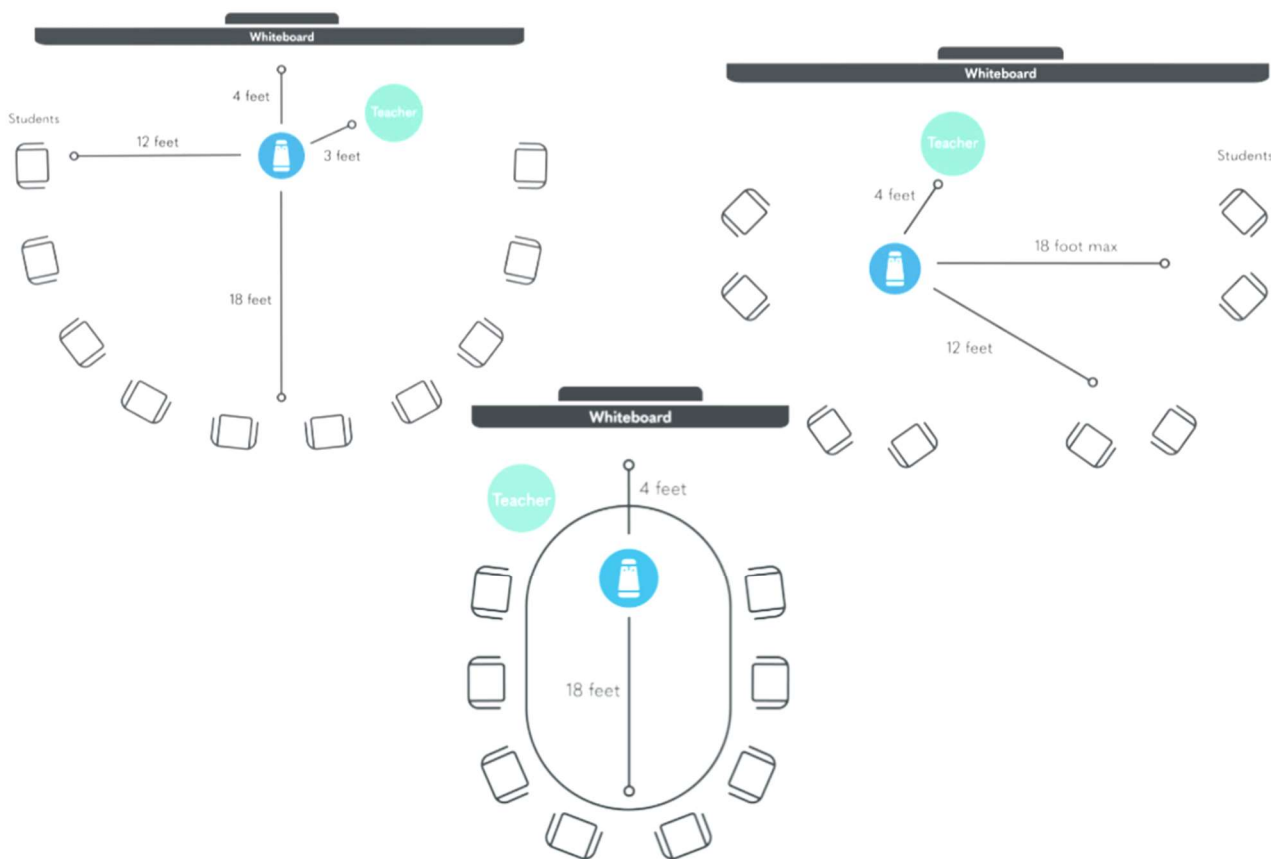 Whiteboard
4 feet
Teacher
Students
12 feet
3 feet
18 feet
Whiteboard
Teacher
Students
4 feet
18 foot max
12 feet
Whiteboard
Teacher
4 feet
18 feet